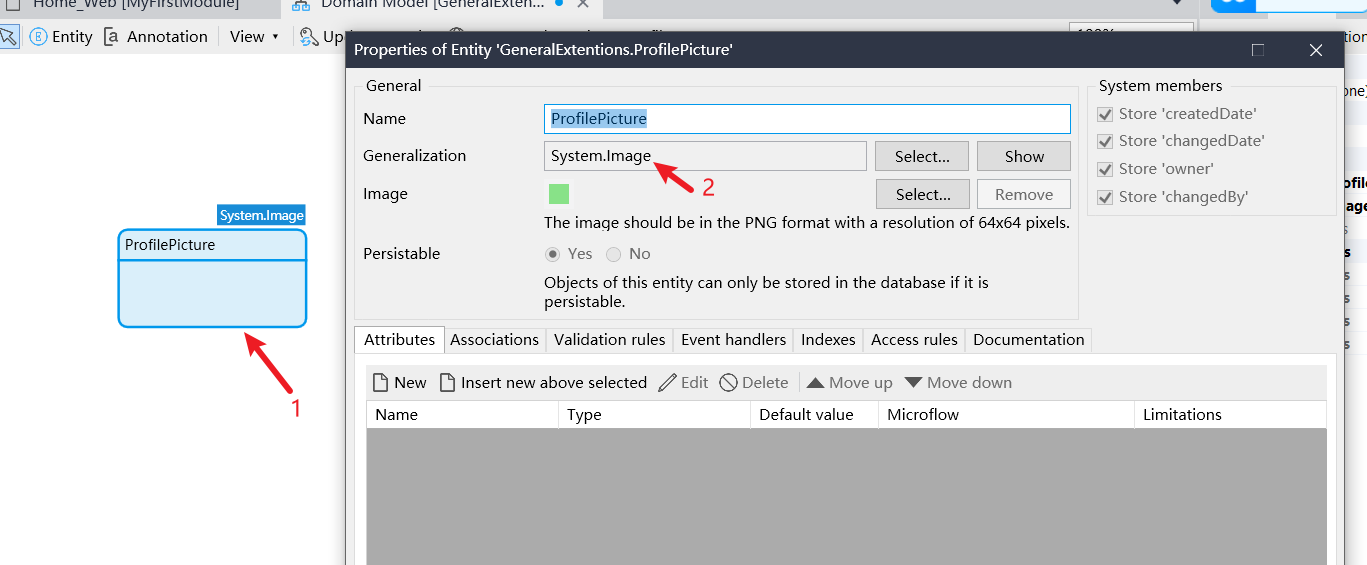 Home_Web [MyFirstModule]
Domain Model [GeneralExten...
Entity
Annotation
View
Properties of Entity 'GeneralExtentions.ProfilePicture'
General
Name
ProfilePicture
Generalization
System.Image
Select...
Show
2
Image
Select...
Remove
The image should be in the PNG format with a resolution of 64x64 pixels.
Persistable
Yes
No
Objects of this entity can only be stored in the database if it is
persistable.
System members
Store 'createdDate'
Store 'changedDate'
Store 'owner'
Store 'changedBy'
System.Image
ProfilePicture
1
Attributes
Associations
Validation rules
Event handlers
Indexes
Access rules
Documentation
New
Insert new above selected
Edit
Delete
Move up
Move down
Name
Type
Default value
Microflow
Limitations